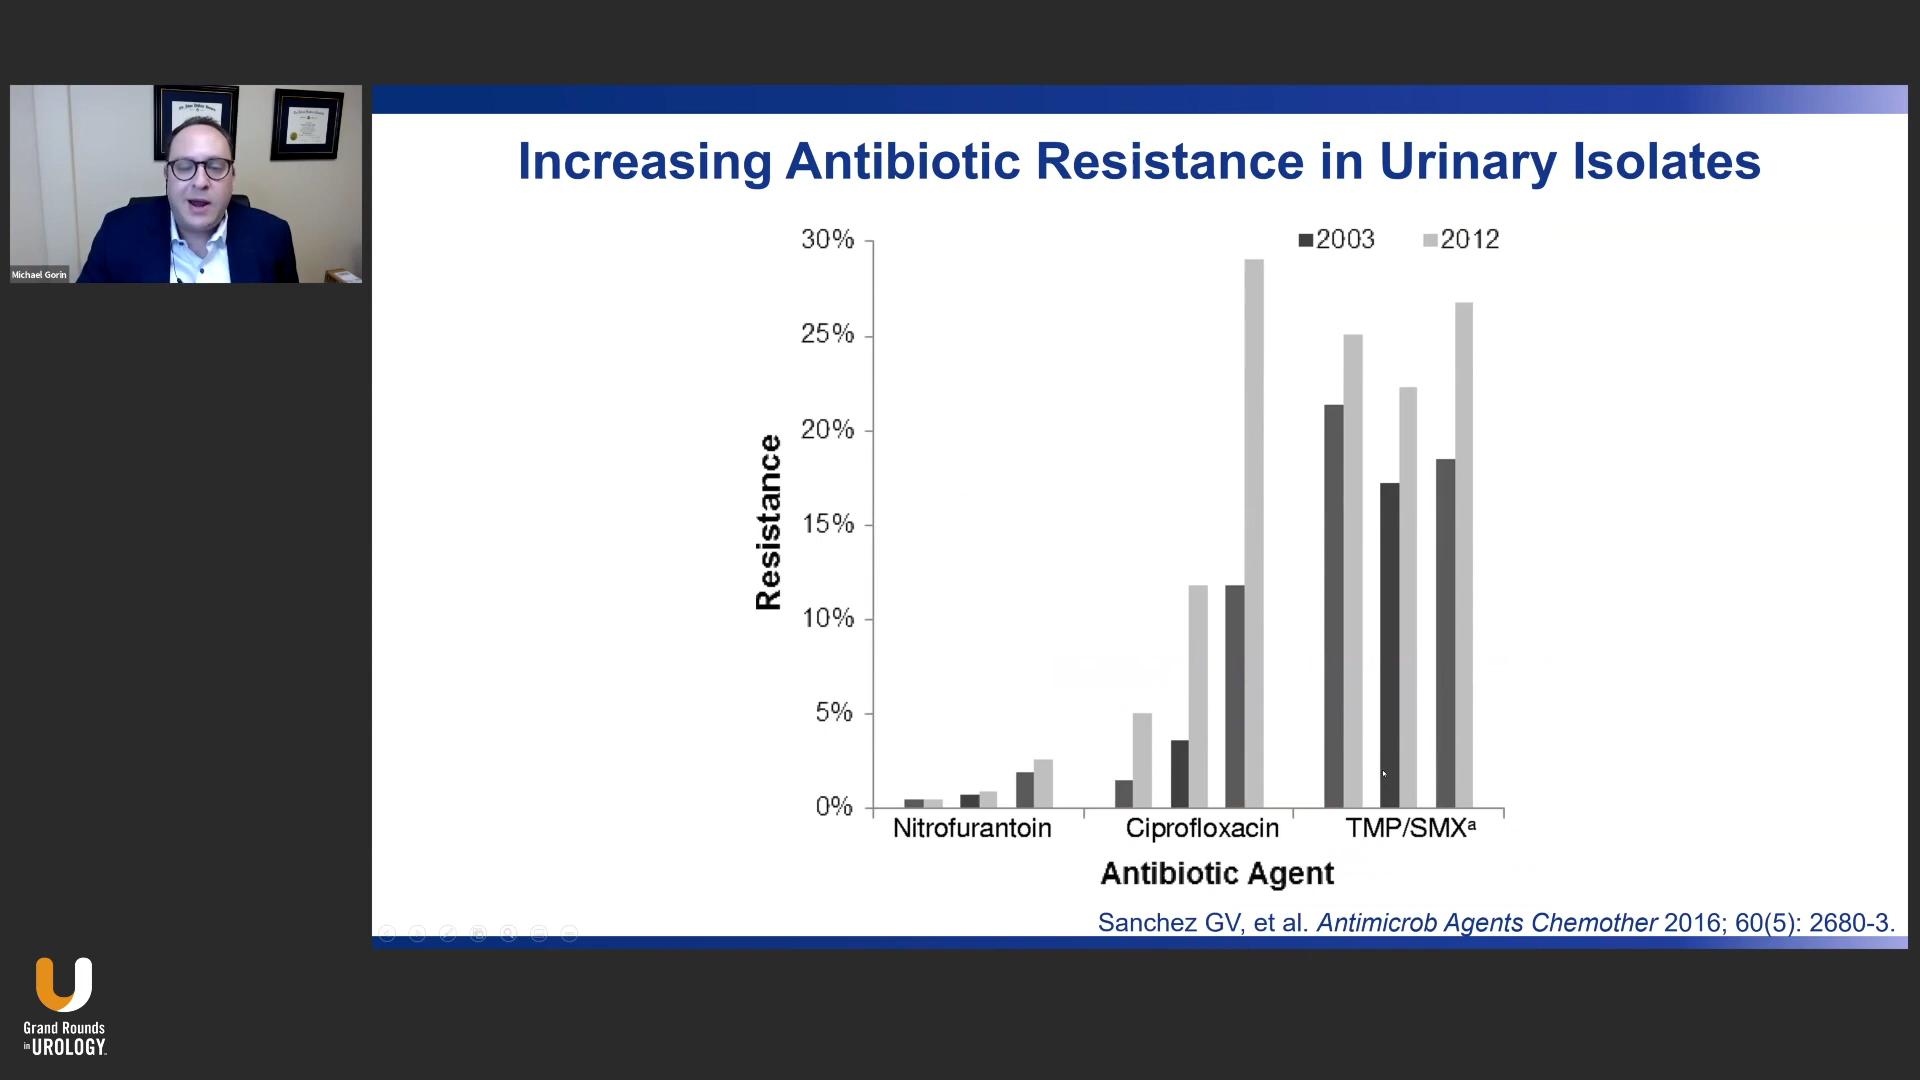 Michael Gorin
Increasing Antibiotic Resistance in Urinary Isolates
2003 2012
30%
25%
20%
15%
10%
5%
0%
Resistance
Nitrofurantoin Ciprofloxacin TMP/SMXᵃ
Antibiotic Agent
Sanchez GV, et al. Antimicrob Agents Chemother 2016; 60(5): 2680-3.
Grand Rounds
in UROLOGY